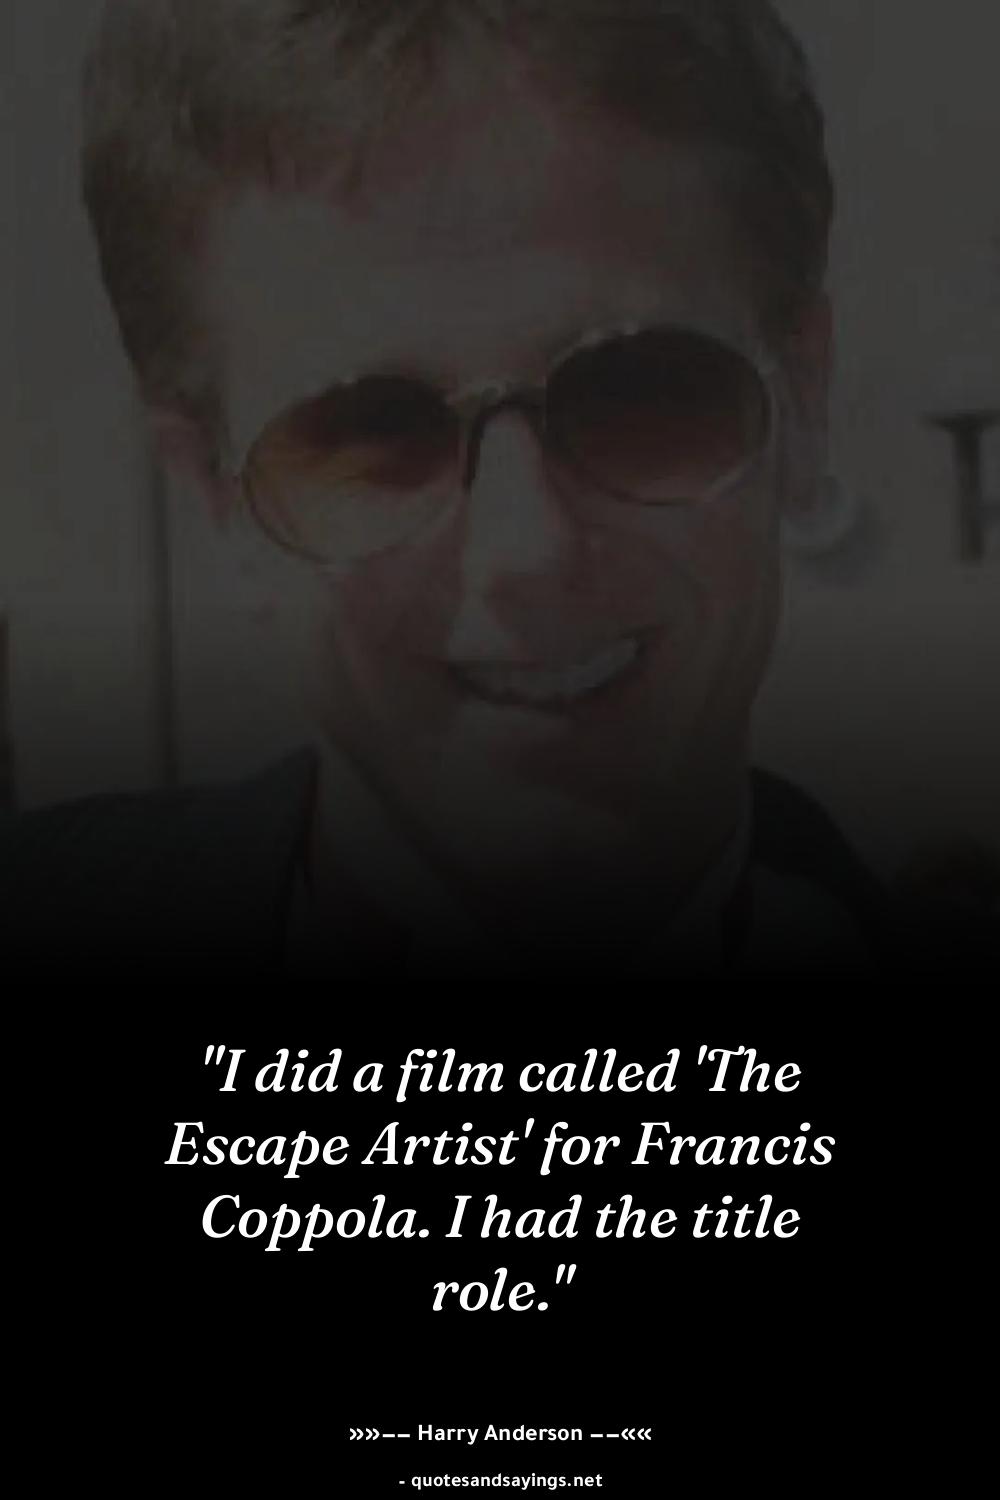 "I did a film called 'The
Escape Artist' for Francis
Coppola. I had the title
role."
»»–– Harry Anderson ––««
- quotesandsayings.net